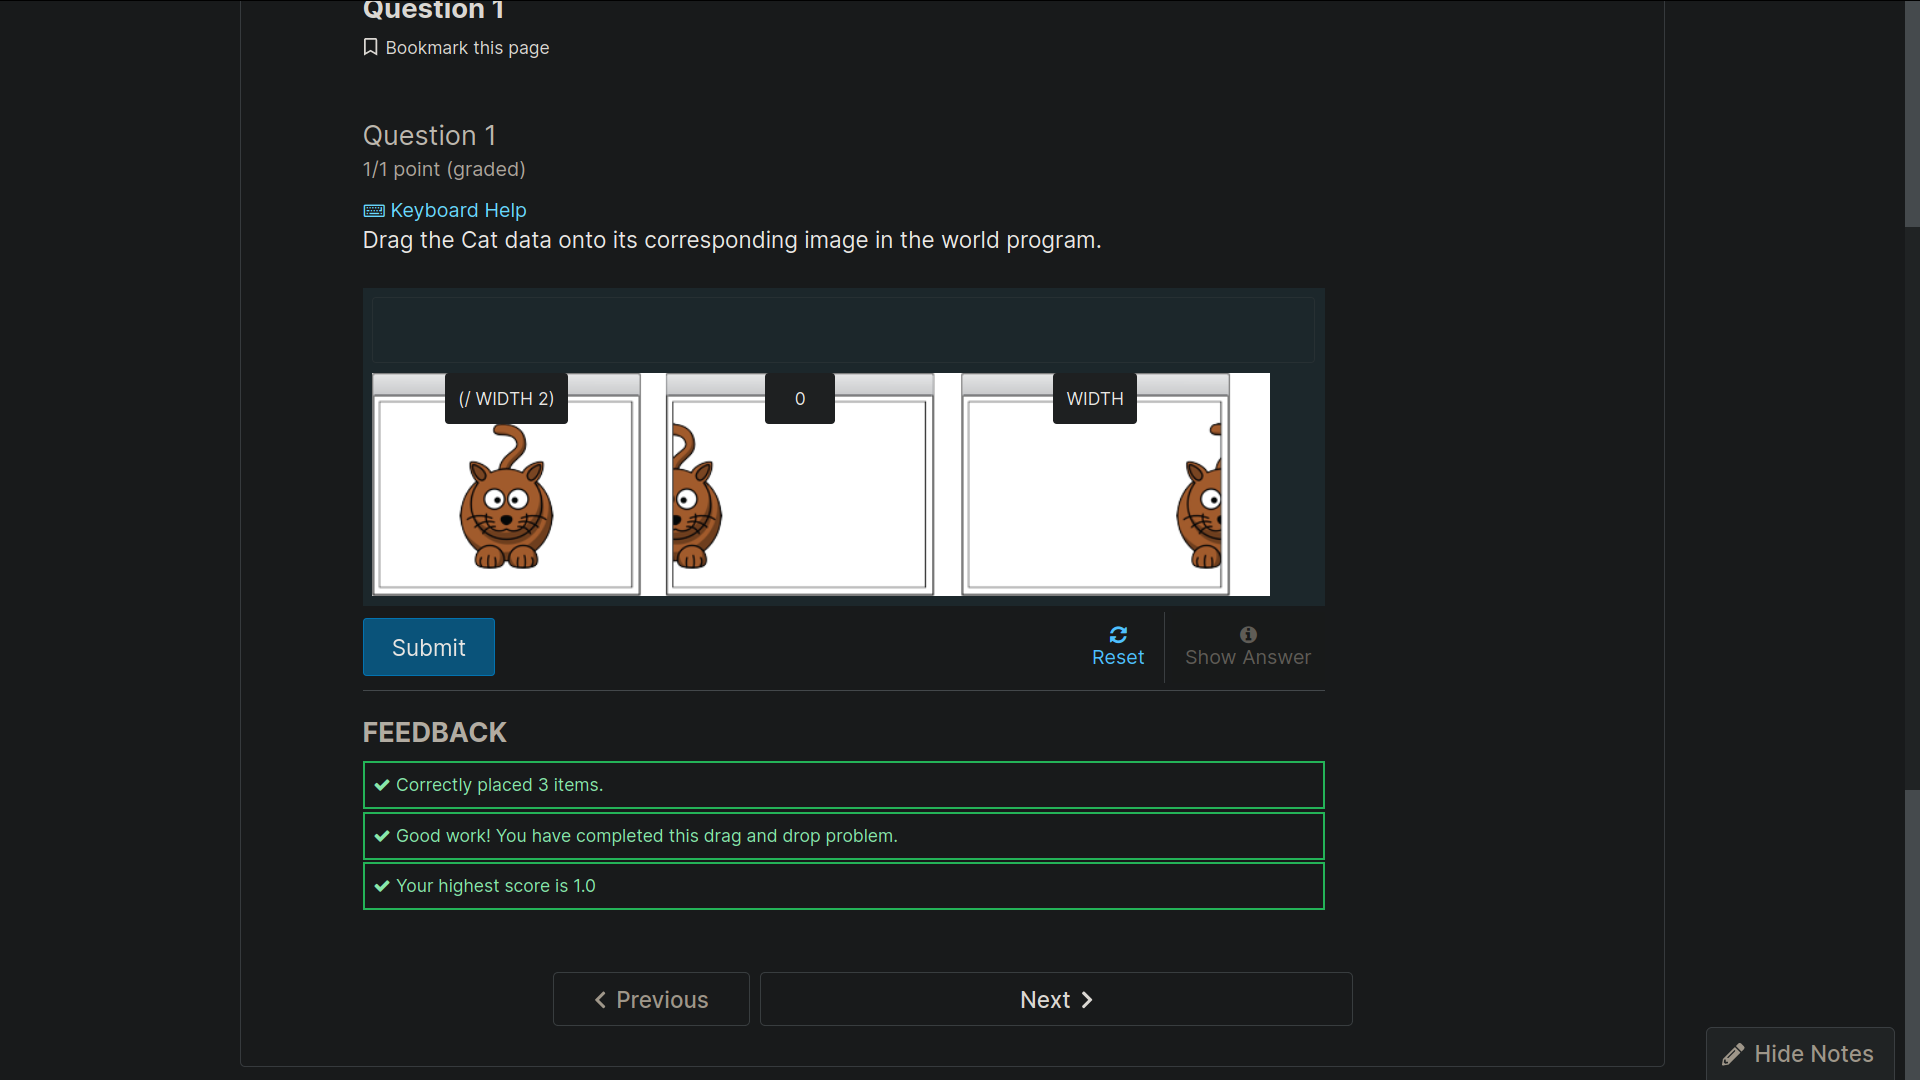 Question 1
Bookmark this page
Question 1
1/1 point (graded)
Keyboard Help
Drag the Cat data onto its corresponding image in the world program.
(/ WIDTH 2)
0
WIDTH
Submit
Reset
Show Answer
FEEDBACK
Correctly placed 3 items.
Good work! You have completed this drag and drop problem.
Your highest score is 1.0
Previous
Next
Hide Notes